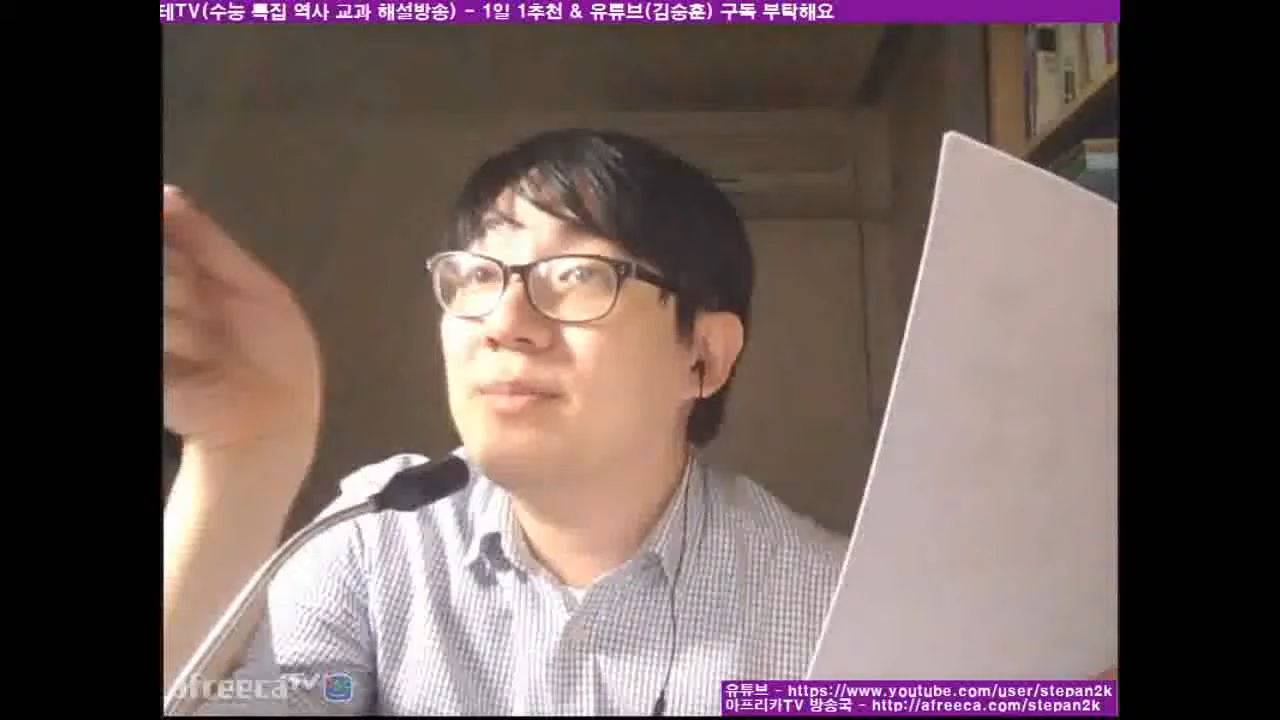 테TV(수능 특집 역사 교과 해설방송) - 1일 1추천 & 유튜브(김승훈) 구독 부탁해요
afreecaTV
유튜브 - https://www.youtube.com/user/stepan2k
아프리카TV 방송국 - http://afreeca.com/stepan2k